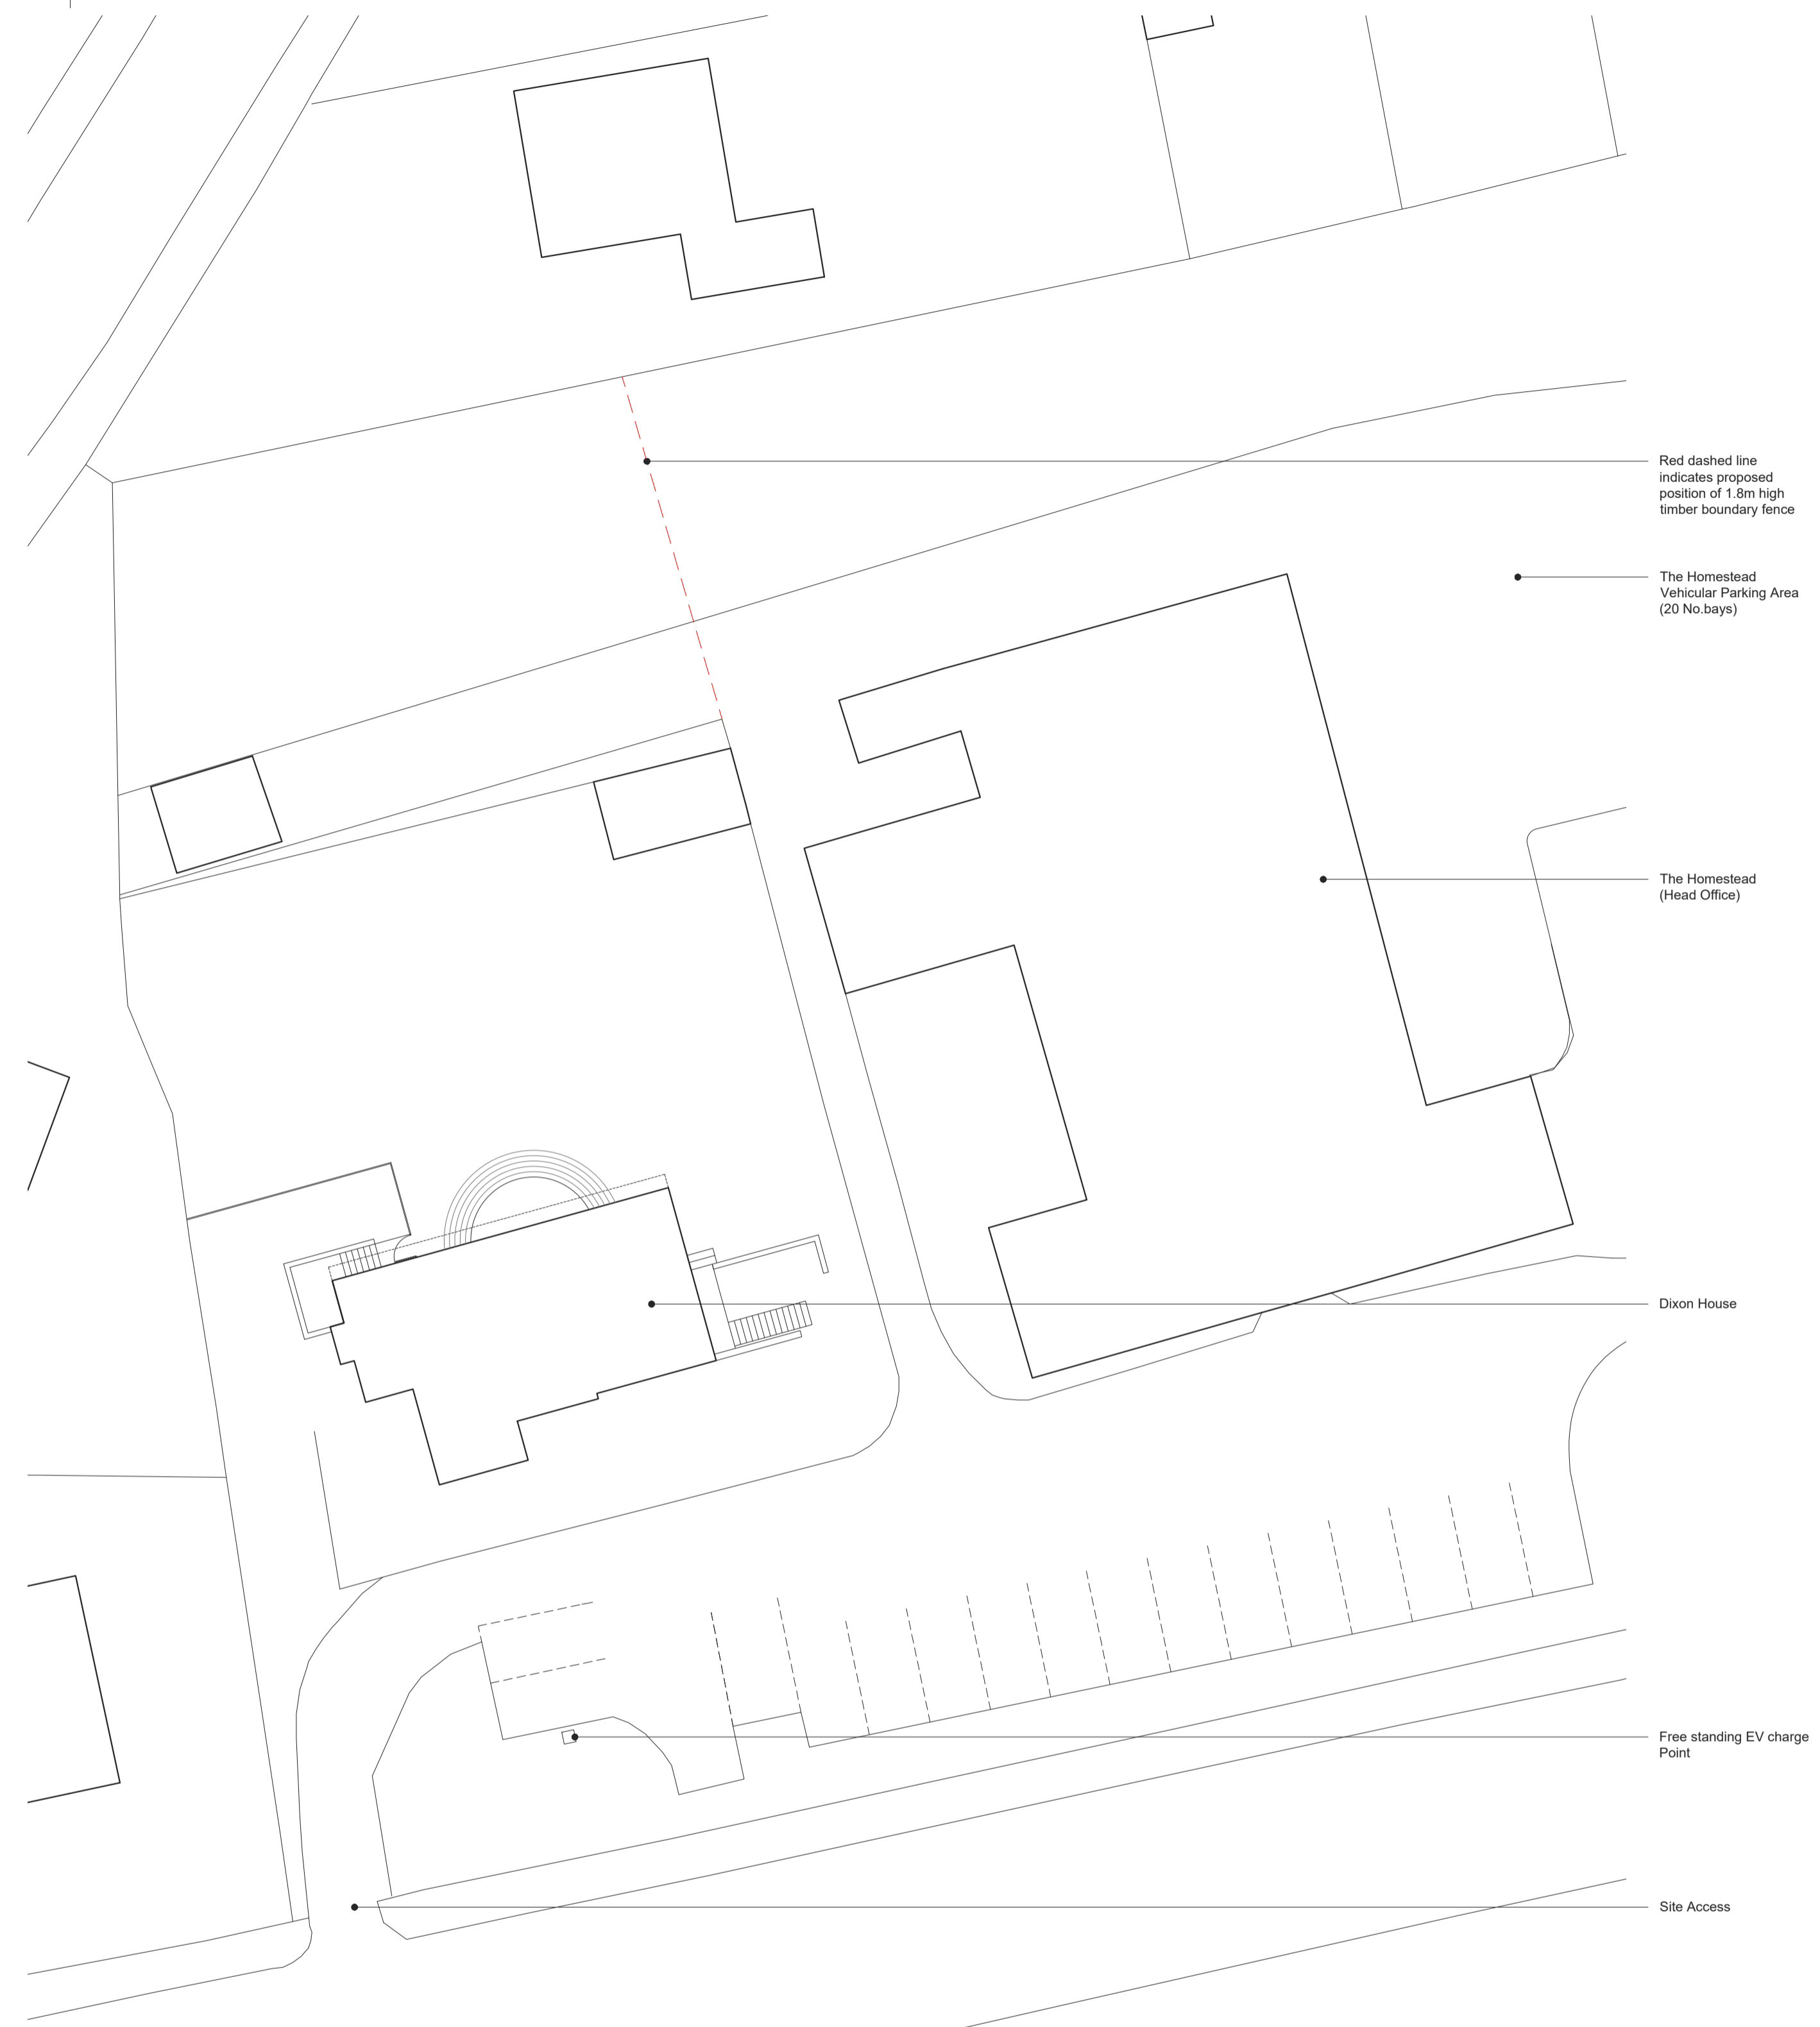 Red dashed line
indicates proposed
position of 1.8m high
timber boundary fence
The Homestead
Vehicular Parking Area
(20 No.bays)
The Homestead
(Head Office)
Dixon House
Free standing EV charge
Point
Site Access